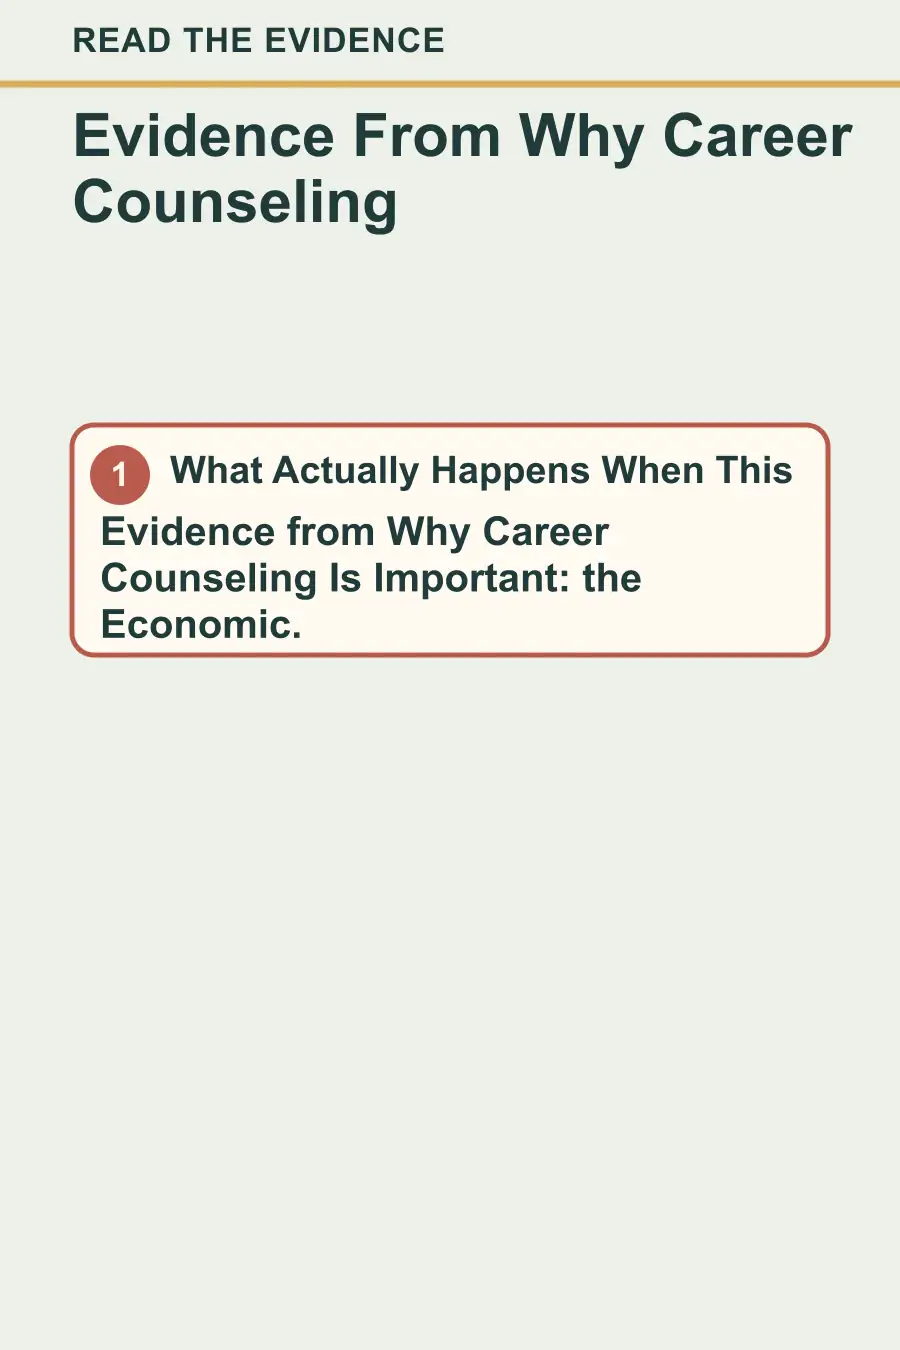 READ THE EVIDENCE
Evidence From Why Career
Counseling
1 What Actually Happens When This
Evidence from Why Career
Counseling Is Important: the
Economic.